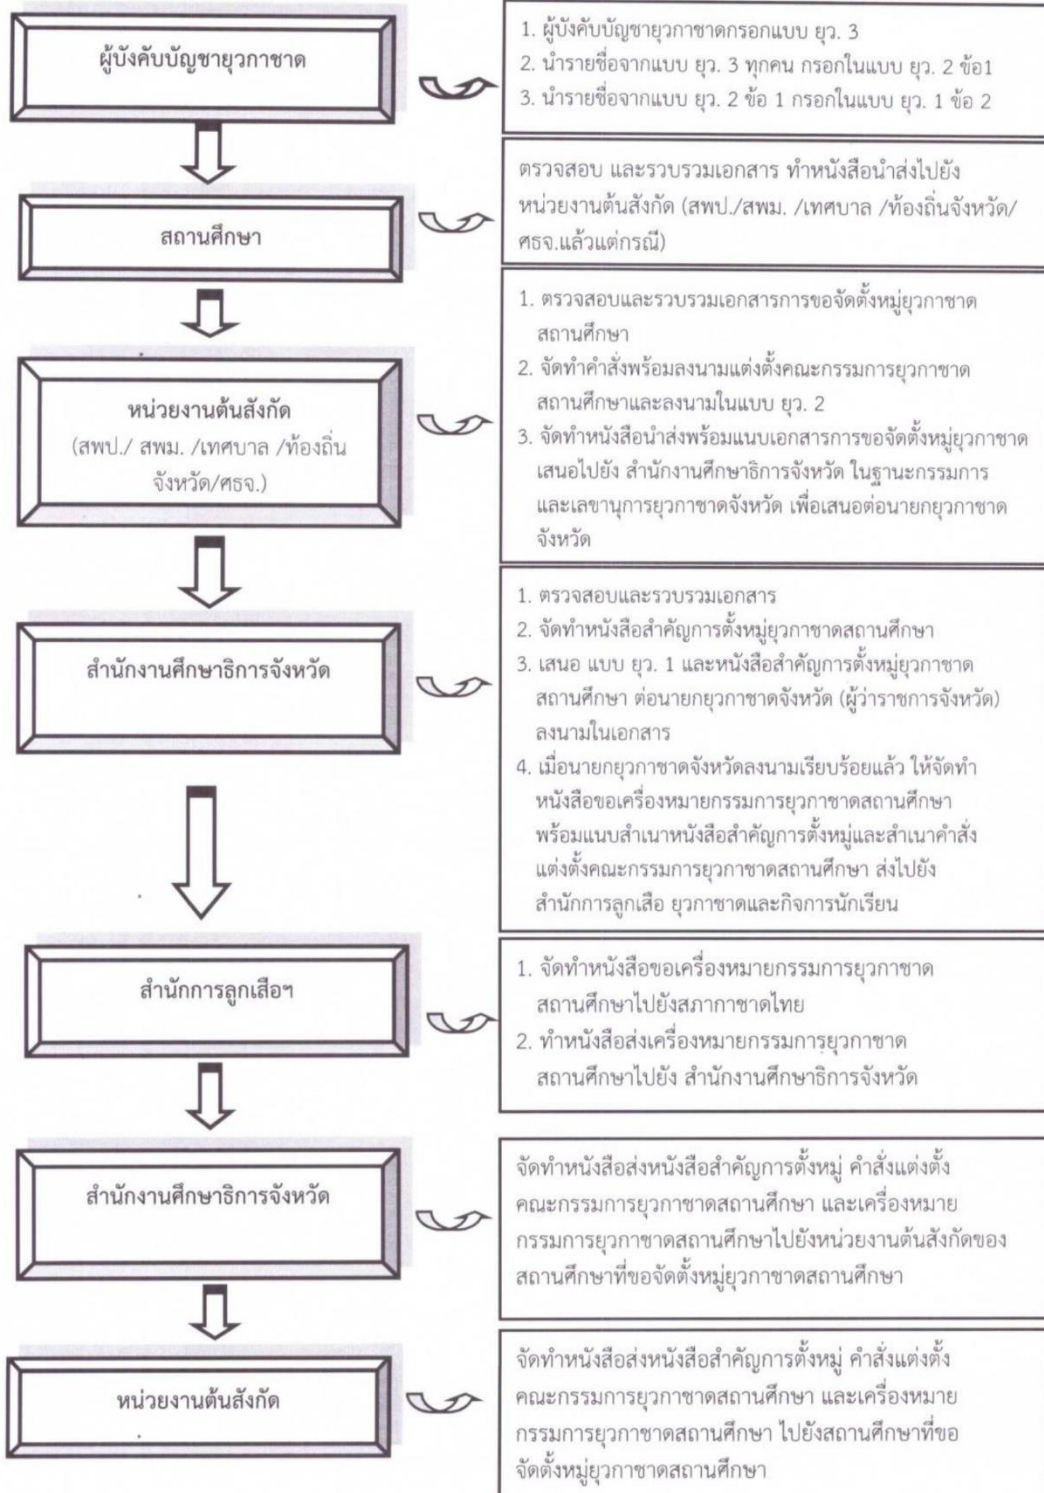 ผู้บังคับบัญชายุวกาชาด
1. ผู้บังคับบัญชายุวกาชาดกรอกแบบ ยุว. 3
2. นำรายชื่อจากแบบ ยุว. 3 ทุกคน กรอกในแบบ ยุว. 2 ข้อ1
3. นำรายชื่อจากแบบ ยุว. 2 ข้อ 1 กรอกในแบบ ยุว. 1 ข้อ 2
สถานศึกษา
ตรวจสอบ และรวบรวมเอกสาร ทำหนังสือนำส่งไปยัง
หน่วยงานต้นสังกัด (สพป./สพม. /เทศบาล /ท้องถิ่นจังหวัด/
ศธจ.แล้วแต่กรณี)
หน่วยงานต้นสังกัด
(สพป./ สพม. /เทศบาล /ท้องถิ่น
จังหวัด/ศธจ.)
1. ตรวจสอบและรวบรวมเอกสารการขอจัดตั้งหมู่ยุวกาชาด
สถานศึกษา
2. จัดทำคำสั่งพร้อมลงนามแต่งตั้งคณะกรรมการยุวกาชาด
สถานศึกษาและลงนามในแบบ ยุว. 2
3. จัดทำหนังสือนำส่งพร้อมแนบเอกสารการขอจัดตั้งหมู่ยุวกาชาด
เสนอไปยัง สำนักงานศึกษาธิการจังหวัด ในฐานะกรรมการ
และเลขานุการยุวกาชาดจังหวัด เพื่อเสนอต่อนายกยุวกาชาด
จังหวัด
สำนักงานศึกษาธิการจังหวัด
1. ตรวจสอบและรวบรวมเอกสาร
2. จัดทำหนังสือสำคัญการตั้งหมู่ยุวกาชาดสถานศึกษา
3. เสนอ แบบ ยุว. 1 และหนังสือสำคัญการตั้งหมู่ยุวกาชาด
สถานศึกษา ต่อนายกยุวกาชาดจังหวัด (ผู้ว่าราชการจังหวัด)
ลงนามในเอกสาร
4. เมื่อนายกยุวกาชาดจังหวัดลงนามเรียบร้อยแล้ว ให้จัดทำ
หนังสือขอเครื่องหมายกรรมการยุวกาชาดสถานศึกษา
พร้อมแนบสำเนาหนังสือสำคัญการตั้งหมู่และสำเนาคำสั่ง
แต่งตั้งคณะกรรมการยุวกาชาดสถานศึกษา ส่งไปยัง
สำนักการลูกเสือ ยุวกาชาดและกิจการนักเรียน
สำนักการลูกเสือฯ
1. จัดทำหนังสือขอเครื่องหมายกรรมการยุวกาชาด
สถานศึกษาไปยังสภากาชาดไทย
2. ทำหนังสือส่งเครื่องหมายกรรมการยุวกาชาด
สถานศึกษาไปยัง สำนักงานศึกษาธิการจังหวัด
สำนักงานศึกษาธิการจังหวัด
จัดทำหนังสือส่งหนังสือสำคัญการตั้งหมู่ คำสั่งแต่งตั้ง
คณะกรรมการยุวกาชาดสถานศึกษา และเครื่องหมาย
กรรมการยุวกาชาดสถานศึกษาไปยังหน่วยงานต้นสังกัดของ
สถานศึกษาที่ขอจัดตั้งหมู่ยุวกาชาดสถานศึกษา
หน่วยงานต้นสังกัด
จัดทำหนังสือส่งหนังสือสำคัญการตั้งหมู่ คำสั่งแต่งตั้ง
คณะกรรมการยุวกาชาดสถานศึกษา และเครื่องหมาย
กรรมการยุวกาชาดสถานศึกษา ไปยังสถานศึกษาที่ขอ
จัดตั้งหมู่ยุวกาชาดสถานศึกษา